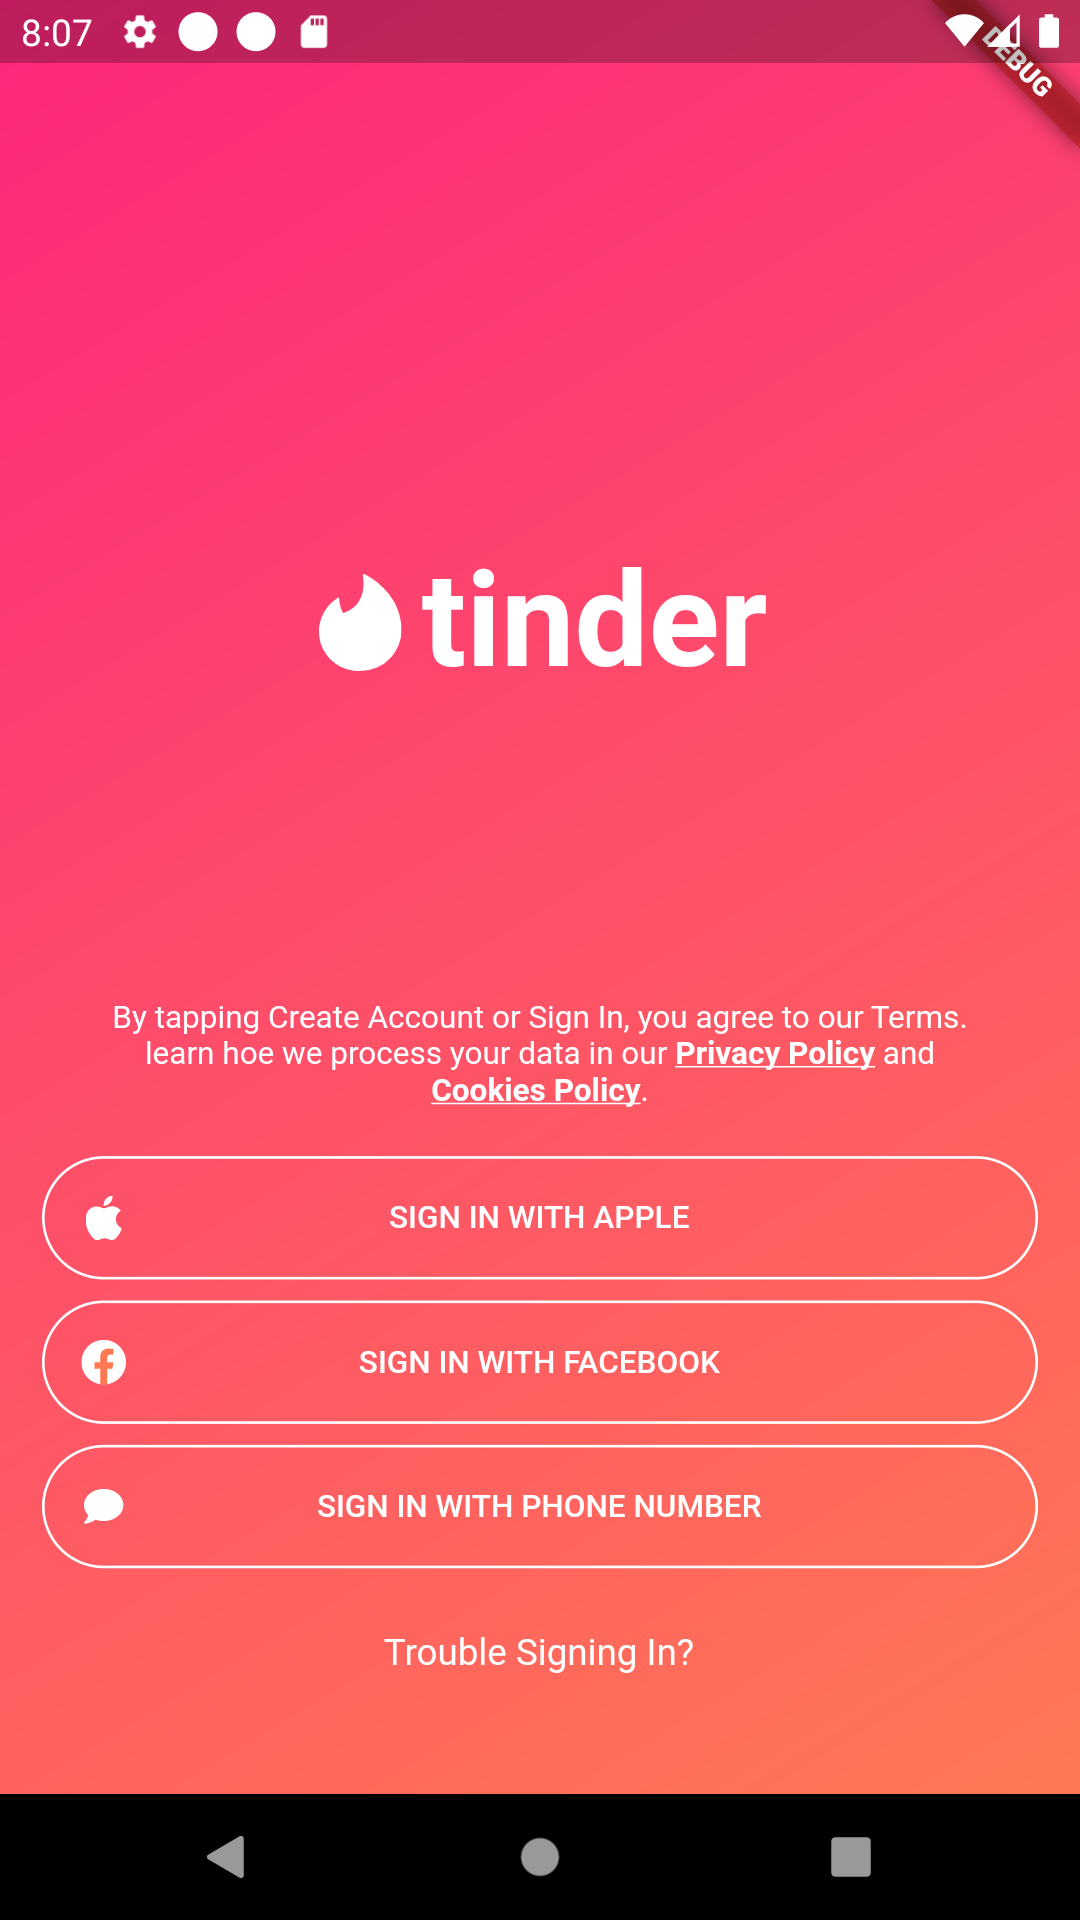 8:07
DEBUG
tinder
By tapping Create Account or Sign In, you agree to our Terms.
learn hoe we process your data in our Privacy Policy and
Cookies Policy.
SIGN IN WITH APPLE
SIGN IN WITH FACEBOOK
SIGN IN WITH PHONE NUMBER
Trouble Signing In?